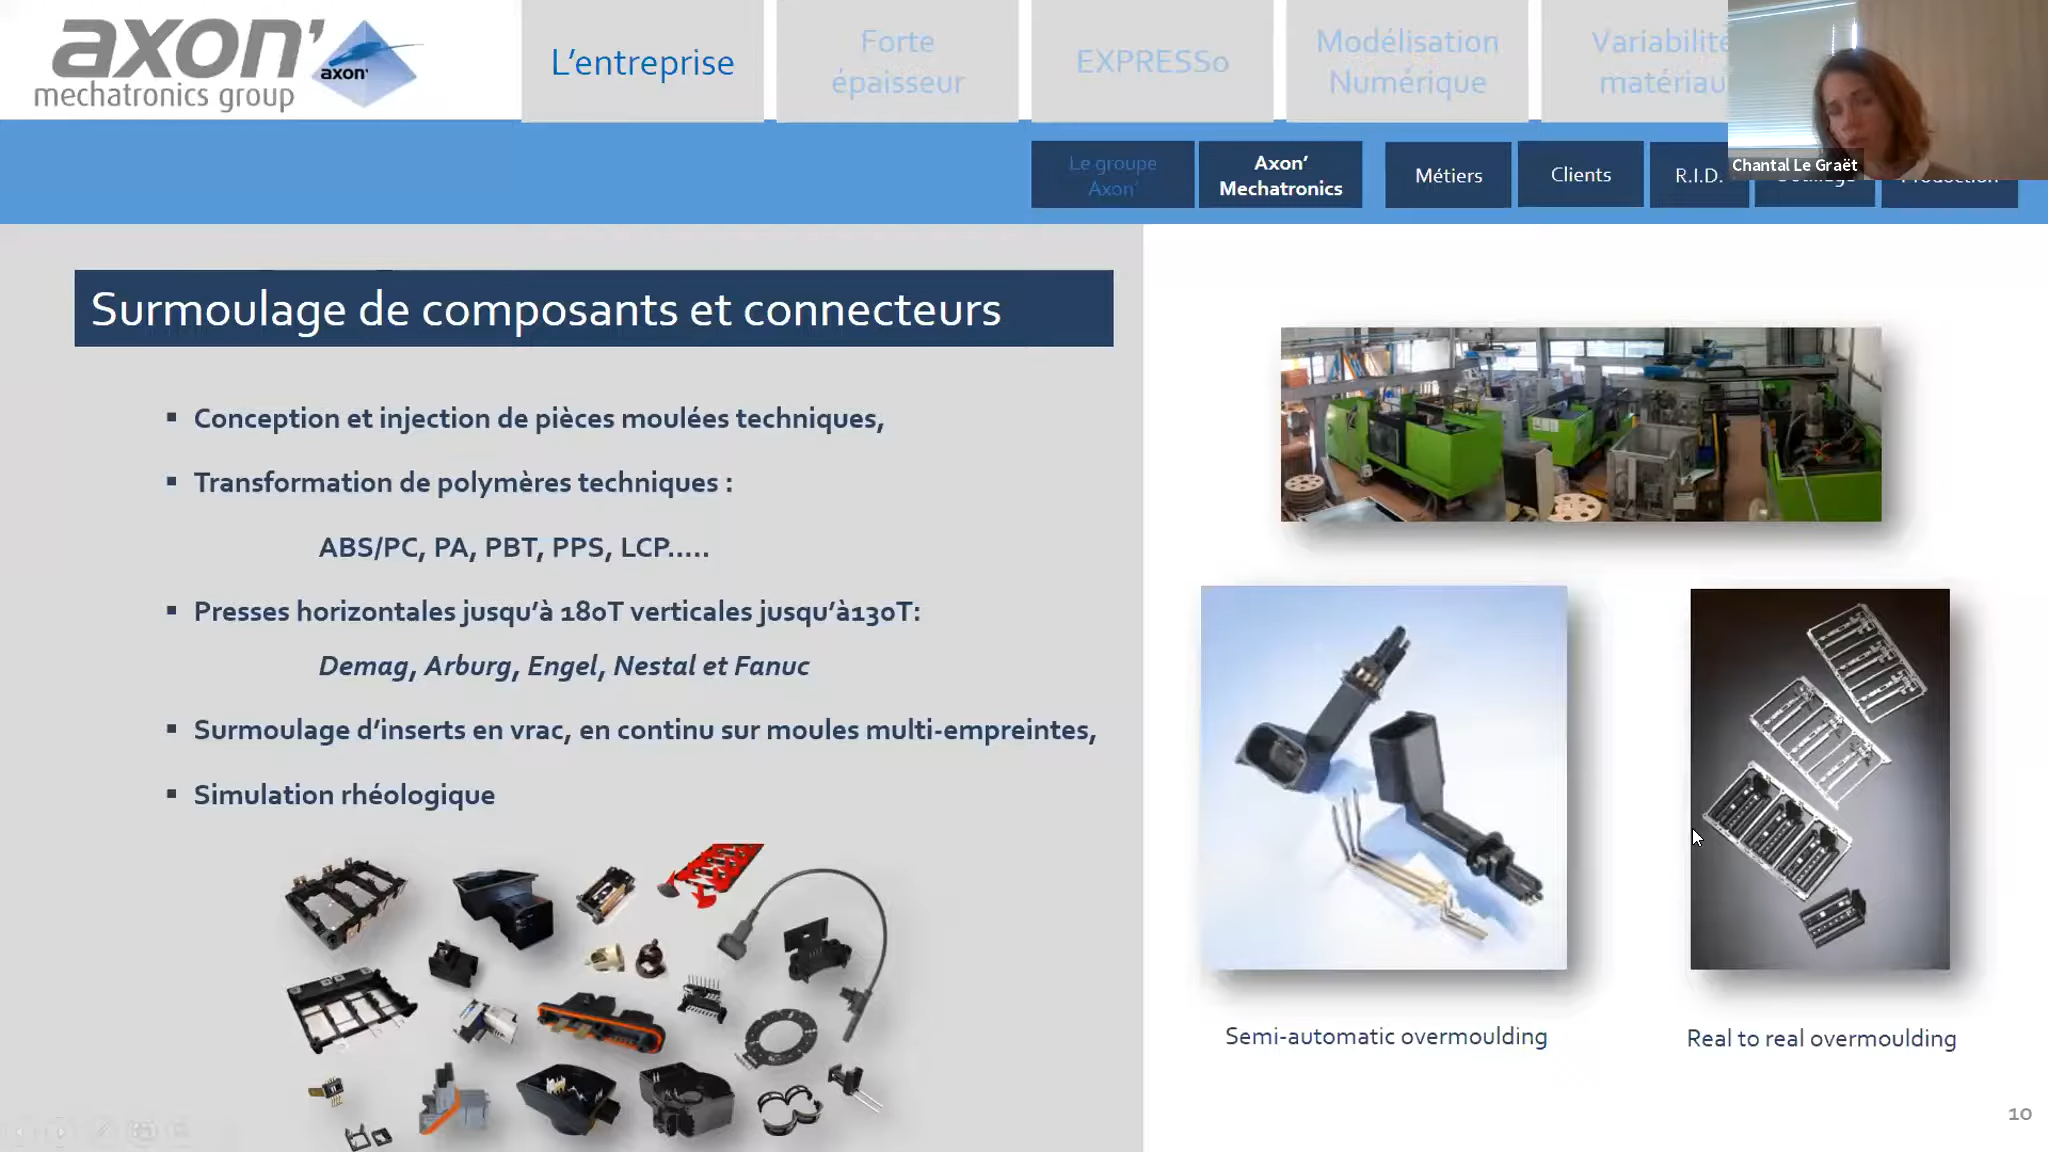 axon'
mechatronics group
axon'
L'entreprise
Forte
épaisseur
EXPRESSo
Modélisation
Numérique
Variabilité
matériau
Chantal Le Graët
Le groupe
Axon'
Axon'
Mechatronics
Métiers
Clients
R.I.D.
Production
Surmoulage de composants et connecteurs
▪ Conception et injection de pièces moulées techniques,
▪ Transformation de polymères techniques :
ABS/PC, PA, PBT, PPS, LCP.....
▪ Presses horizontales jusqu'à 180T verticales jusqu'à130T:
Demag, Arburg, Engel, Nestal et Fanuc
▪ Surmoulage d'inserts en vrac, en continu sur moules multi-empreintes,
▪ Simulation rhéologique
Semi-automatic overmoulding
Real to real overmoulding
10